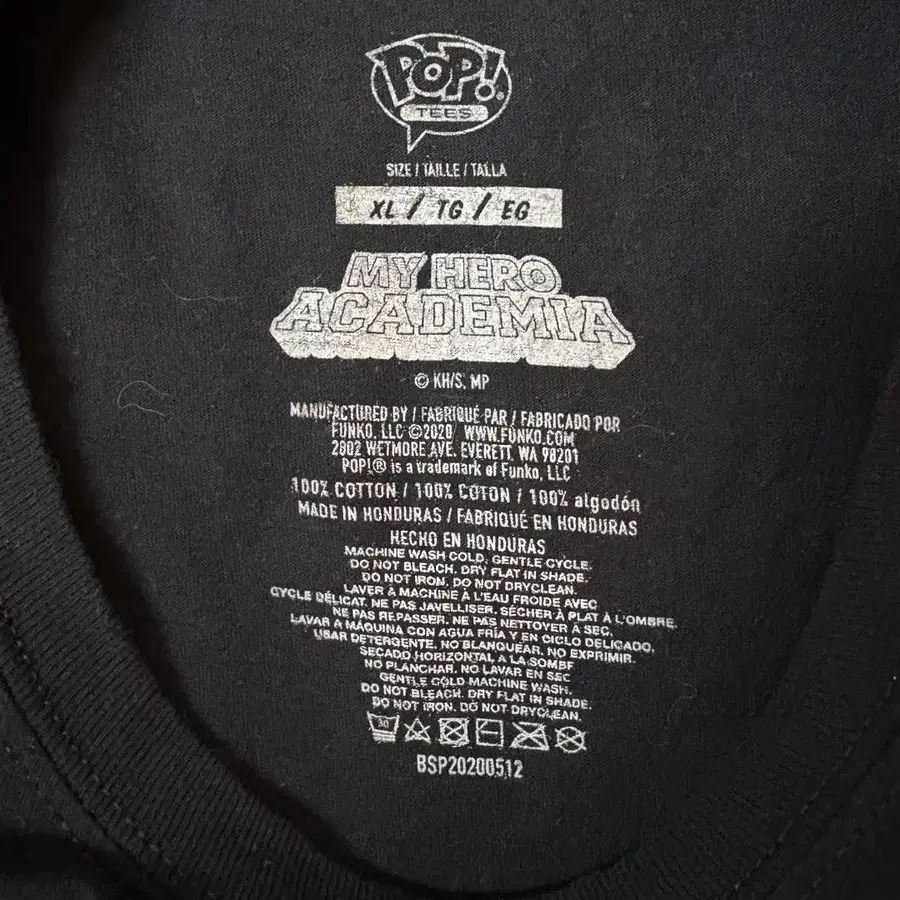 POP!®
TEES
SIZE / TAILLE / TALLA
XL / TG / EG
MY HERO
ACADEMIA
© KH/S, MP
MANUFACTURED BY / FABRIQUÉ PAR / FABRICADO POR
FUNKO, LLC ©2020 WWW.FUNKO.COM
2802 WETMORE AVE. EVERETT, WA 98201
POP!® is a trademark of Funko, LLC
100% COTTON / 100% COTON / 100% algodón
MADE IN HONDURAS / FABRIQUÉ EN HONDURAS
HECHO EN HONDURAS
MACHINE WASH COLD, GENTLE CYCLE.
DO NOT BLEACH. DRY FLAT IN SHADE.
DO NOT IRON. DO NOT DRYCLEAN.
LAVER À MACHINE À L'EAU FROIDE AVEC
CYCLE DÉLICAT. NE PAS JAVELLISER. SÉCHER À PLAT À L'OMBRE.
NE PAS REPASSER. NE PAS NETTOYER À SEC.
LAVAR A MÁQUINA CON AGUA FRÍA Y EN CICLO DELICADO.
USAR DETERGENTE. NO BLANQUEAR. NO EXPRIMIR.
SECADO HORIZONTAL A LA SOMBF
NO PLANCHAR. NO LAVAR EN SEC
GENTLE COLD MACHINE WASH.
DO NOT BLEACH. DRY FLAT IN SHADE.
DO NOT IRON. DO NOT DRYCLEAN.
30
BSP20200512